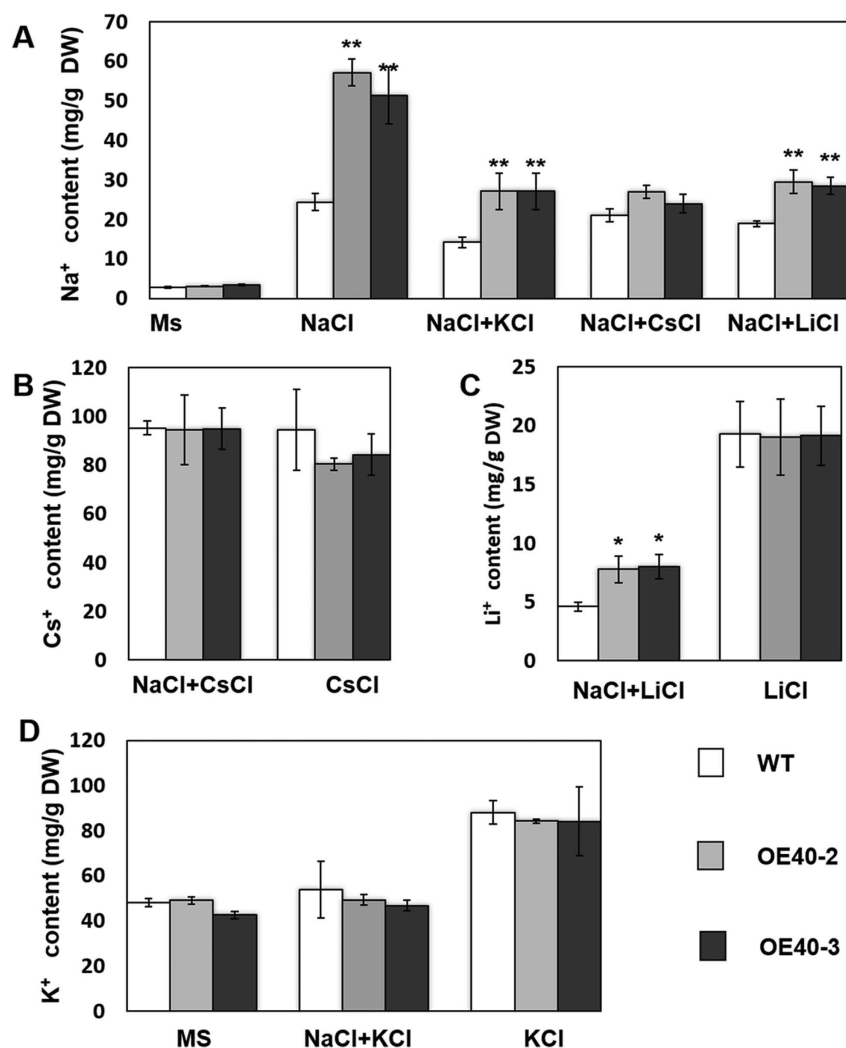 A
Na⁺ content (mg/g DW)
70
60
50
40
30
20
10
0
** **
** **
** **
Ms NaCl NaCl+KCl NaCl+CsCl NaCl+LiCl
B
Cs⁺ content (mg/g DW)
120
100
80
60
40
20
0
NaCl+CsCl CsCl
C
Li⁺ content (mg/g DW)
25
20
15
10
5
0
* *
NaCl+LiCl LiCl
D
K⁺ content (mg/g DW)
120
100
80
60
40
20
0
MS NaCl+KCl KCl
WT
OE40-2
OE40-3